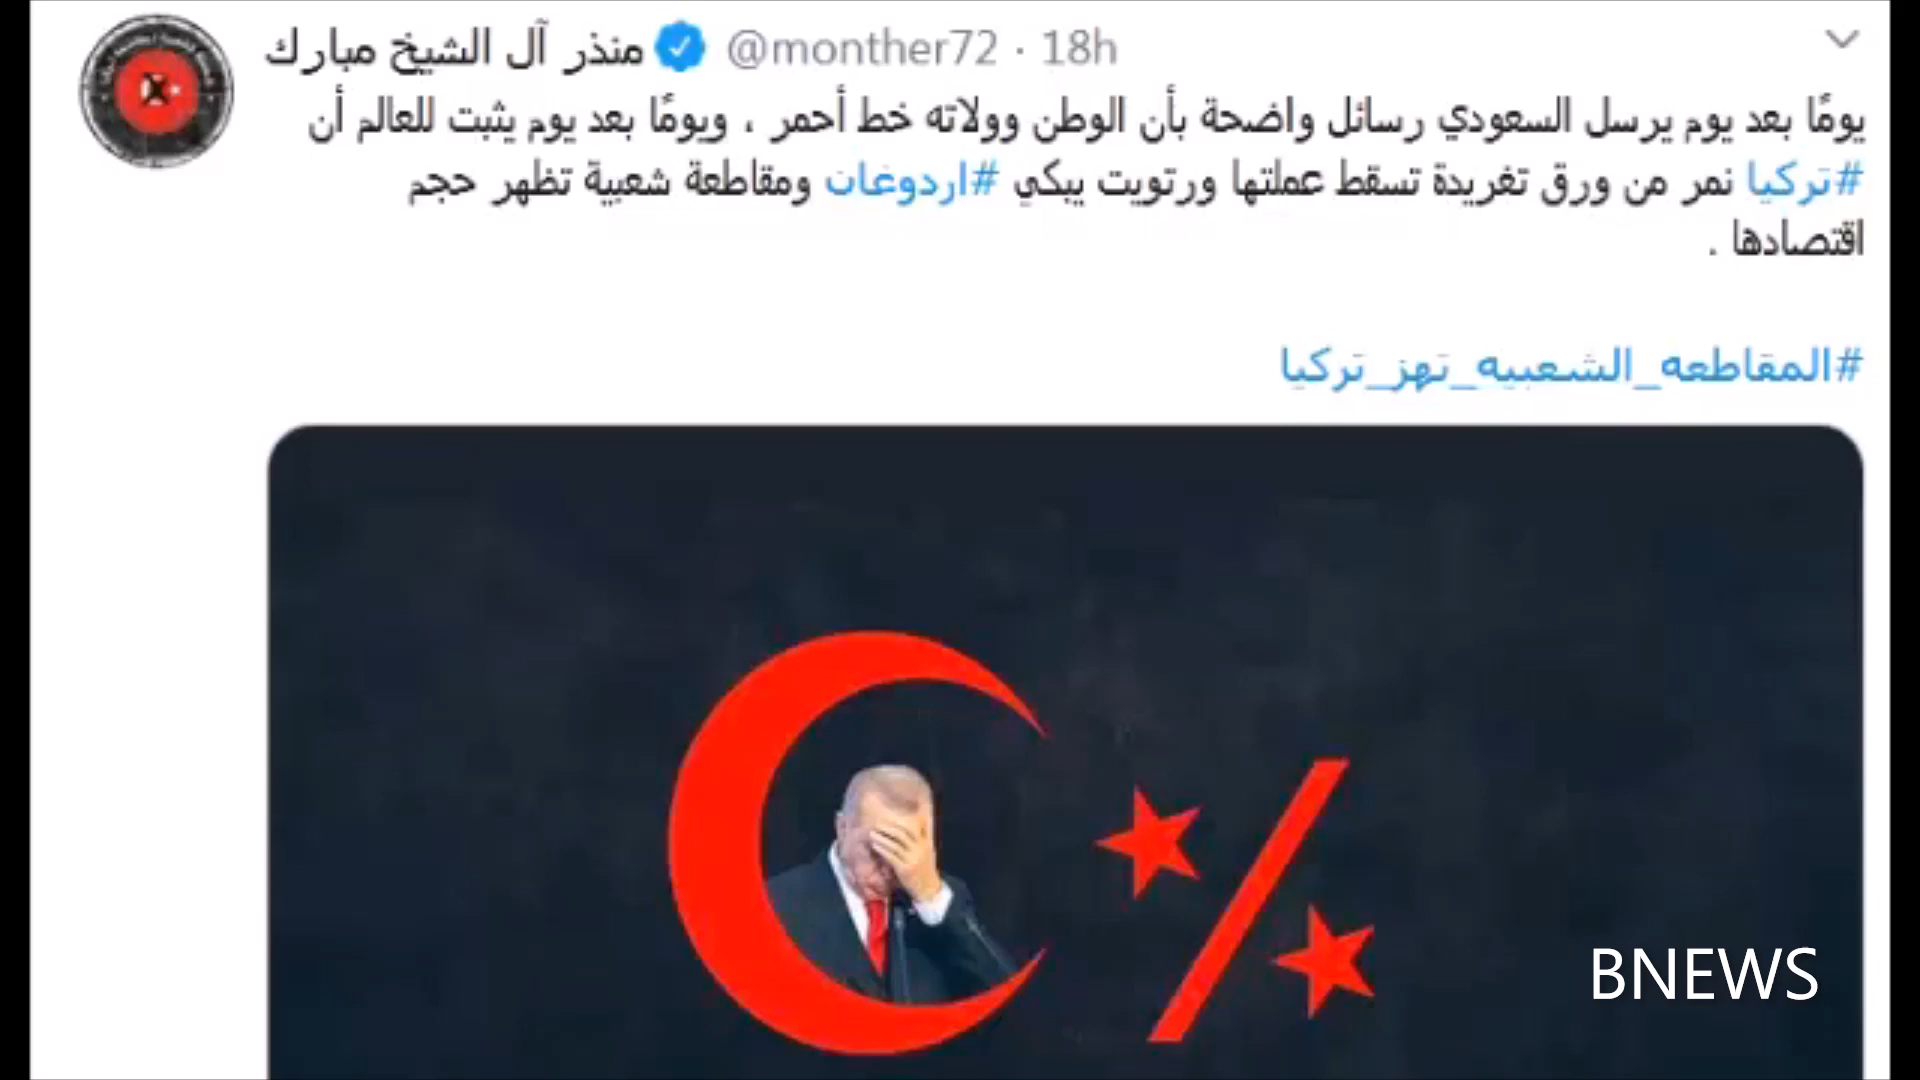 منذر آل الشيخ مبارك @monther72 · 18h
يومًا بعد يوم يرسل السعودي رسائل واضحة بأن الوطن وولاته خط أحمر ، ويومًا بعد يوم يثبت للعالم أن
#تركيا نمر من ورق تغريدة تسقط عملتها ورتويت يبكي #اردوغان ومقاطعة شعبية تظهر حجم
اقتصادها .
#المقاطعه_الشعبيه_تهز_تركيا
BNEWS